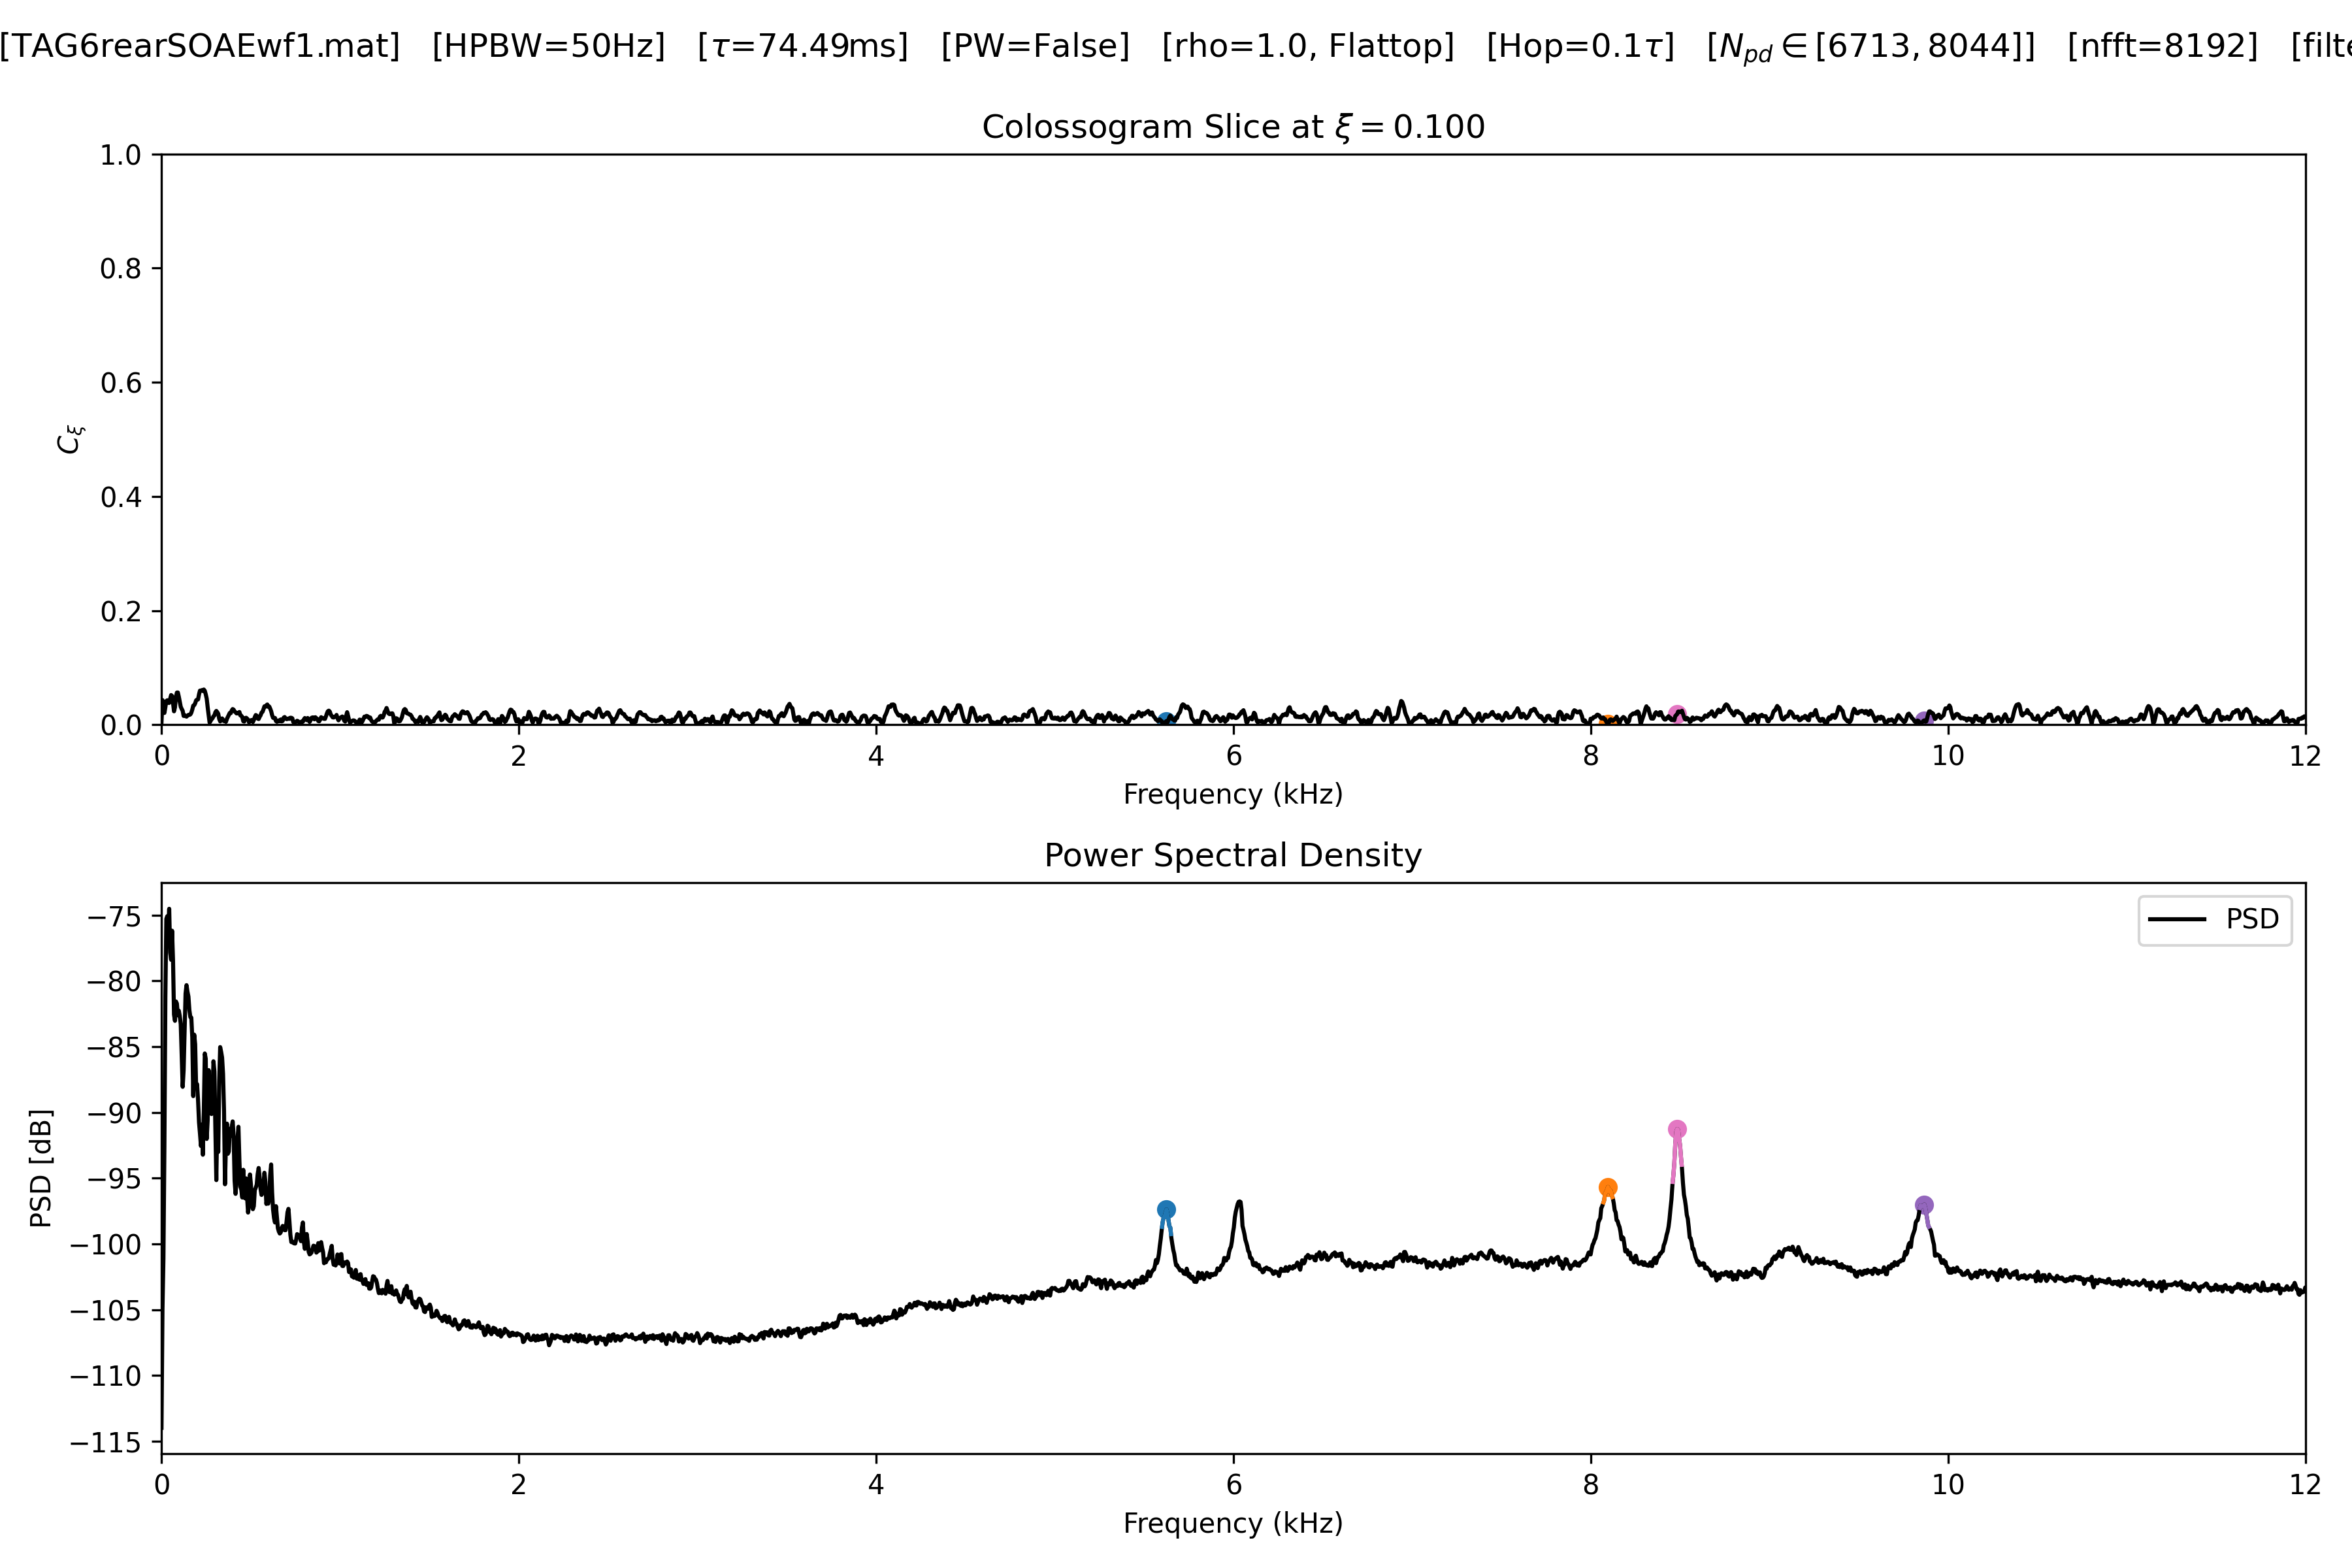 [TAG6rearSOAEwf1.mat] [HPBW=50Hz] [τ=74.49ms] [PW=False] [rho=1.0, Flattop] [Hop=0.1τ] [N_pd ∈ [6713, 8044]] [nfft=8192]
Colossogram Slice at ξ = 0.100
1.0
0.8
0.6
0.4
0.2
0.0
C_ξ
0 2 4 6 8 10 12
Frequency (kHz)
Power Spectral Density
PSD
−75
−80
−85
−90
−95
−100
−105
−110
−115
PSD [dB]
0 2 4 6 8 10 12
Frequency (kHz)